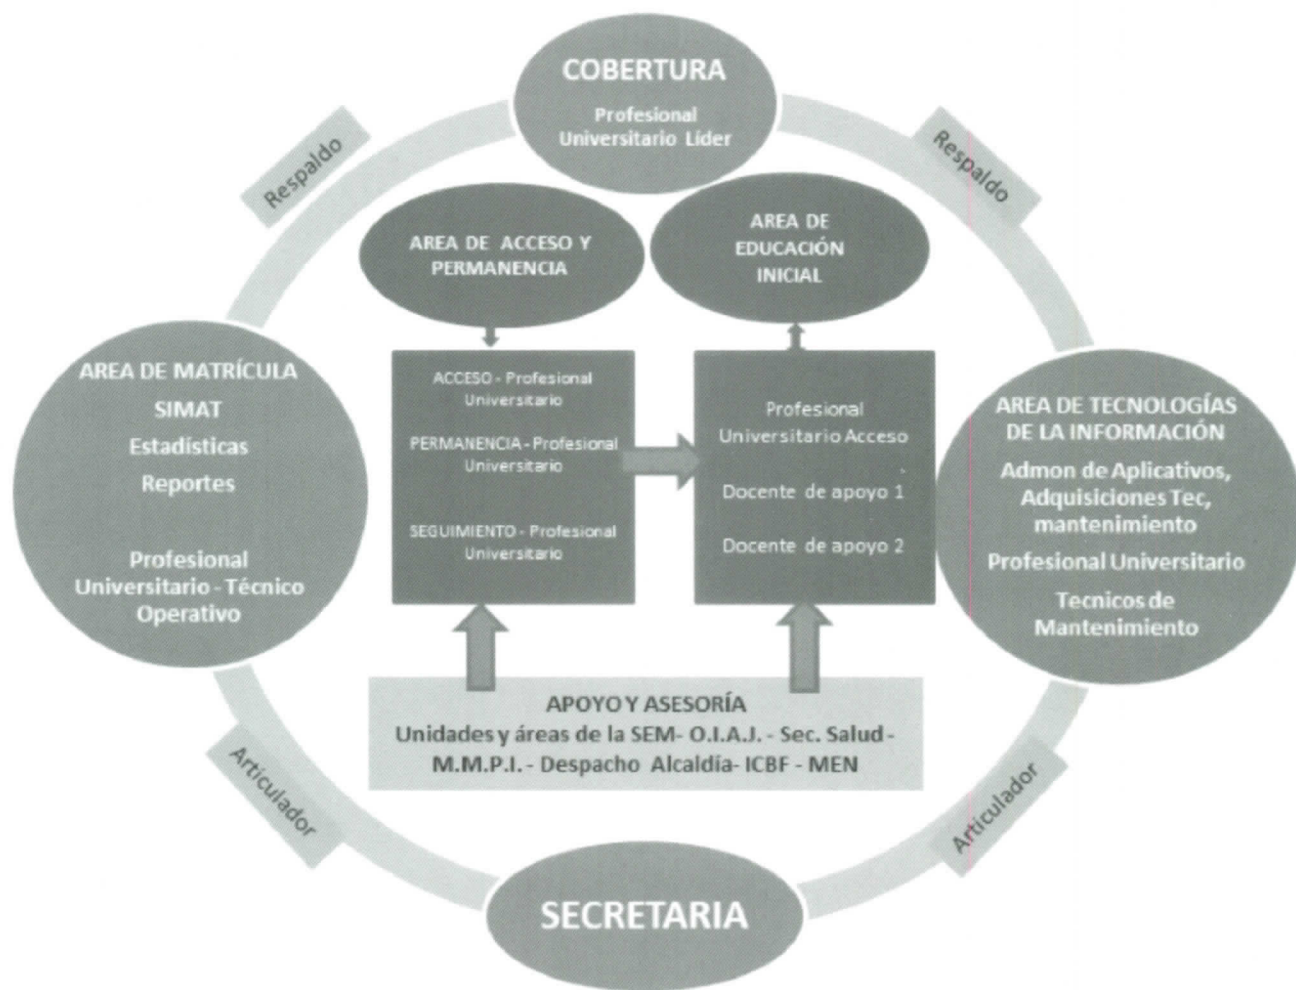 COBERTURA
Profesional
Universitario Líder
Respaldo
Respaldo
AREA DE ACCESO Y
PERMANENCIA
AREA DE
EDUCACIÓN
INICIAL
AREA DE MATRÍCULA
SIMAT
Estadísticas
Reportes
Profesional
Universitario - Técnico
Operativo
ACCESO - Profesional
Universitario
PERMANENCIA - Profesional
Universitario
SEGUIMIENTO - Profesional
Universitario
Profesional
Universitario Acceso
Docente de apoyo 1
Docente de apoyo 2
AREA DE TECNOLOGÍAS
DE LA INFORMACIÓN
Admon de Aplicativos,
Adquisiciones Tec,
mantenimiento
Profesional Universitario
Tecnicos de
Mantenimiento
APOYO Y ASESORÍA
Unidades y áreas de la SEM- O.I.A.J. - Sec. Salud -
M.M.P.I. - Despacho Alcaldía- ICBF - MEN
Articulador
Articulador
SECRETARIA